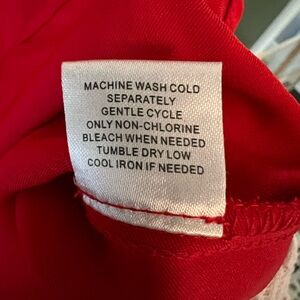 MACHINE WASH COLD
SEPARATELY
GENTLE CYCLE
ONLY NON-CHLORINE
BLEACH WHEN NEEDED
TUMBLE DRY LOW
COOL IRON IF NEEDED